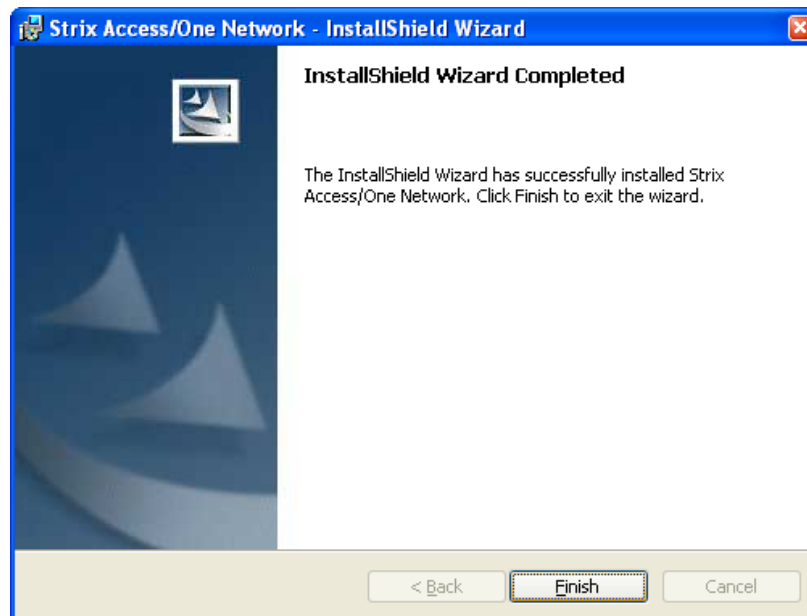 Strix Access/One Network - InstallShield Wizard
InstallShield Wizard Completed
The InstallShield Wizard has successfully installed Strix
Access/One Network. Click Finish to exit the wizard.
< Back
Finish
Cancel